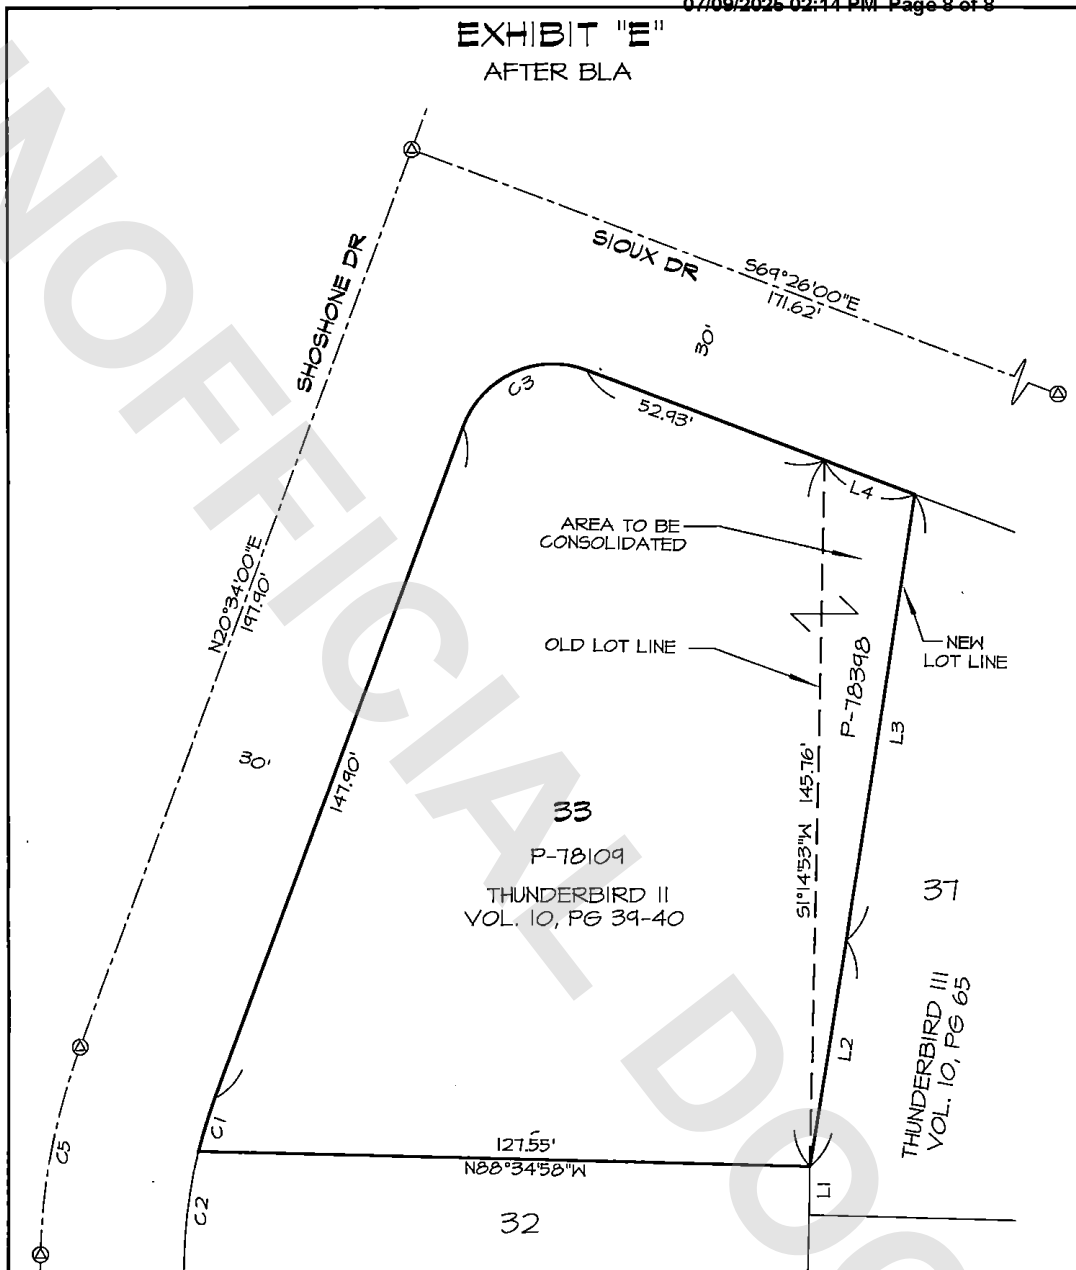 07/09/2025 02:14 PM Page 8 of 8
EXHIBIT "E"
AFTER BLA
SHOSHONE DR
SIOUX DR
S69°26'00"E
171.62'
30'
C3
52.93'
L4
AREA TO BE
CONSOLIDATED
N20°34'00"E
197.90'
OLD LOT LINE
NEW
LOT LINE
P-78398
L3
30'
147.90'
S1°14'53"W 145.76'
33
P-78109
THUNDERBIRD II
VOL. 10, PG 39-40
37
THUNDERBIRD III
VOL. 10, PG 65
L2
C1
C5
127.55'
N88°34'58"W
L1
C2
32
UNOFFICIAL DOC